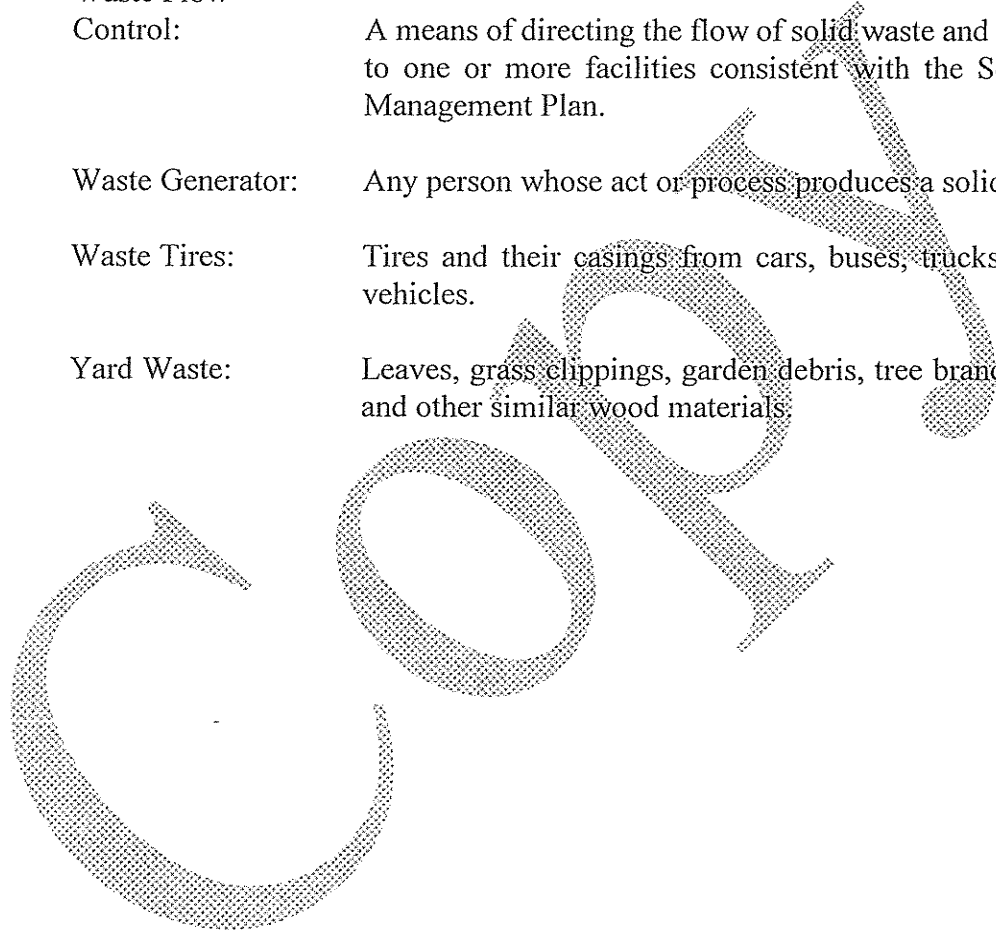 Waste Flow
Control: A means of directing the flow of solid waste and
to one or more facilities consistent with the
Management Plan.
Waste Generator: Any person whose act or process produces a
Waste Tires: Tires and their casings from cars, buses, trucks
vehicles.
Yard Waste: Leaves, grass clippings, garden debris, tree
and other similar wood materials.
Copy